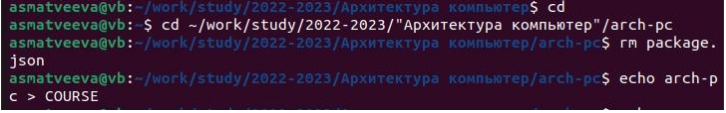 asmatveeva@vb:~/work/study/2022-2023/Архитектура компьютер$ cd
asmatveeva@vb:~$ cd ~/work/study/2022-2023/"Архитектура компьютер"/arch-pc
asmatveeva@vb:~/work/study/2022-2023/Архитектура компьютер/arch-pc$ rm package.
json
asmatveeva@vb:~/work/study/2022-2023/Архитектура компьютер/arch-pc$ echo arch-p
c > COURSE